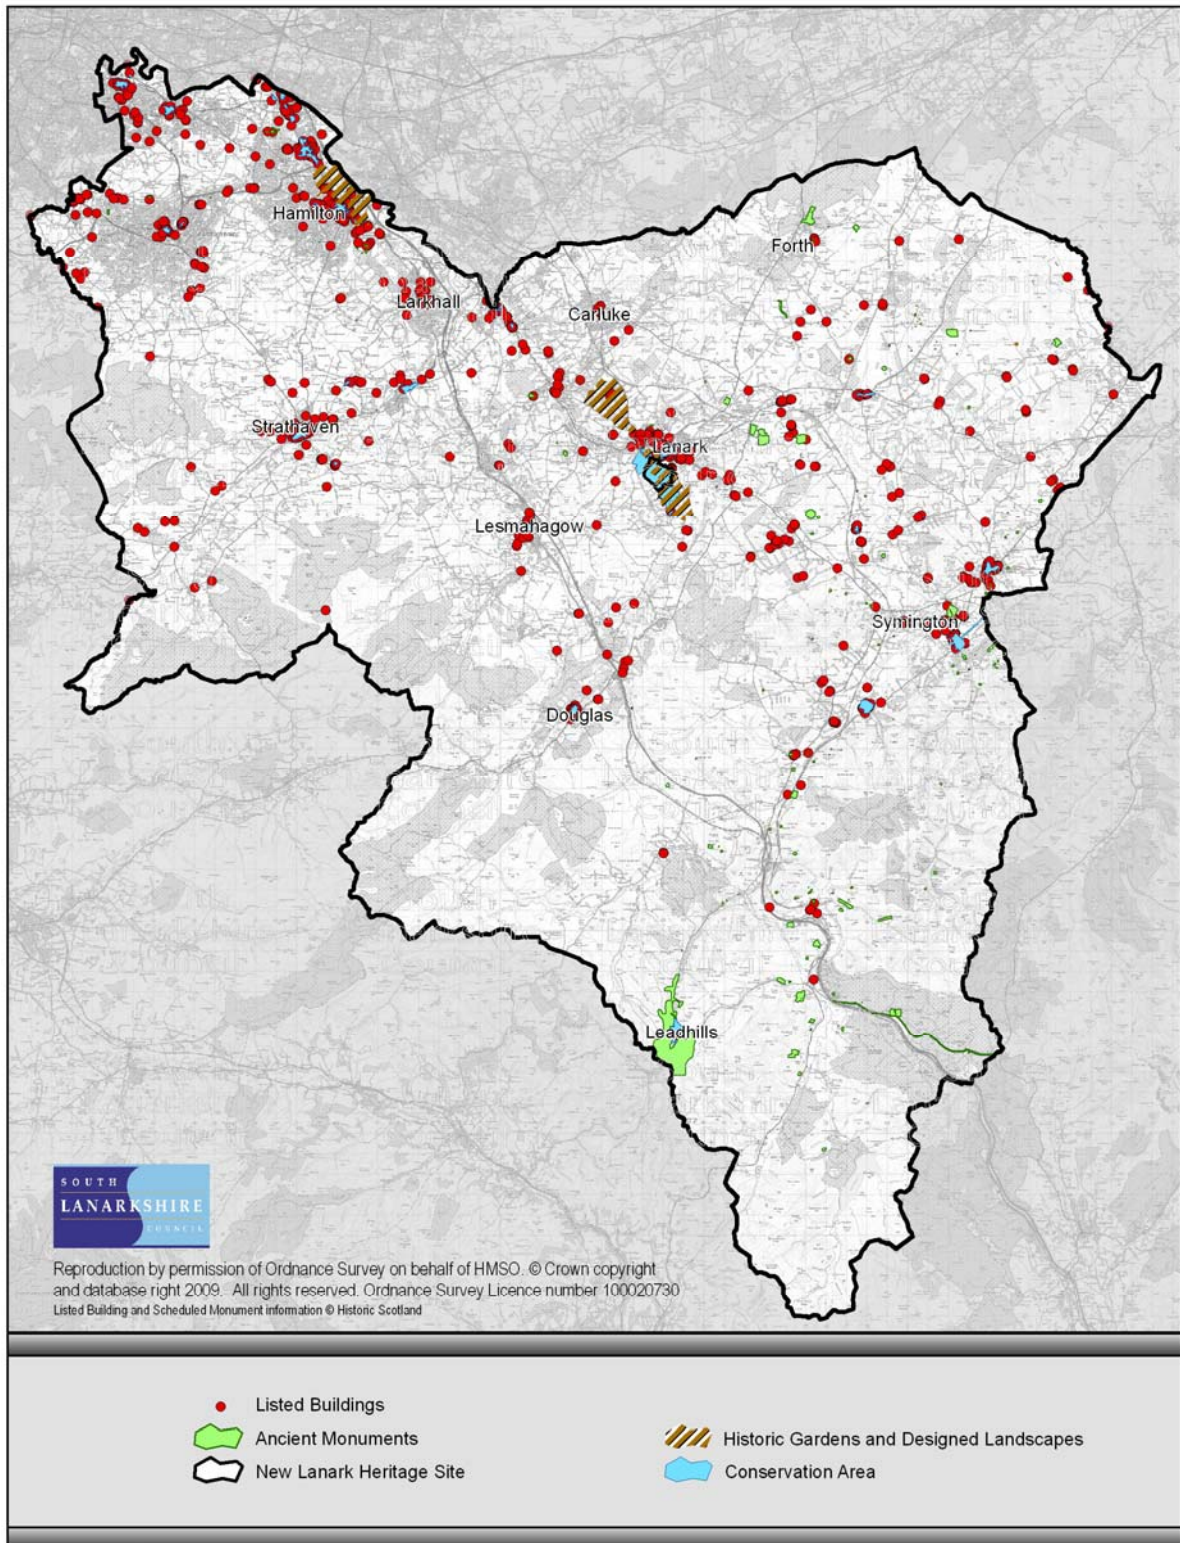 Hamilton
Forth
Larkhall
Carluke
Strathaven
Lanark
Lesmahagow
Symington
Douglas
Leadhills
SOUTH
LANARKSHIRE
COUNCIL
Reproduction by permission of Ordnance Survey on behalf of HMSO. © Crown copyright
and database right 2009. All rights reserved. Ordnance Survey Licence number 100020730
Listed Building and Scheduled Monument information © Historic Scotland
Listed Buildings
Ancient Monuments
Historic Gardens and Designed Landscapes
New Lanark Heritage Site
Conservation Area